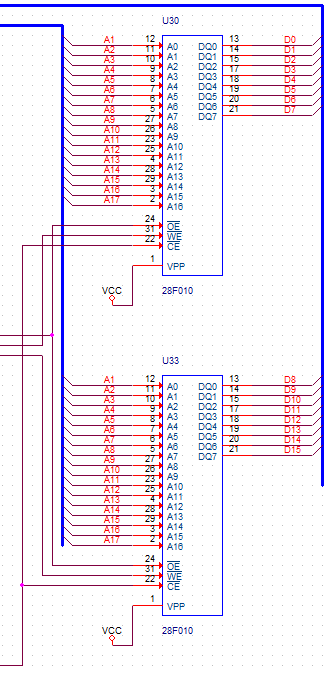 U30
A1 12 A0 DQ0 13 D0
A2 11 A1 DQ1 14 D1
A3 10 A2 DQ2 15 D2
A4 9 A3 DQ3 17 D3
A5 8 A4 DQ4 18 D4
A6 7 A5 DQ5 19 D5
A7 6 A6 DQ6 20 D6
A8 5 A7 DQ7 21 D7
A9 27 A8
A10 26 A9
A11 23 A10
A12 25 A11
A13 4 A12
A14 28 A13
A15 29 A14
A16 3 A15
A17 2 A16
24 OE
31 WE
22 CE
1 VPP
VCC 28F010
U33
A1 12 A0 DQ0 13 D8
A2 11 A1 DQ1 14 D9
A3 10 A2 DQ2 15 D10
A4 9 A3 DQ3 17 D11
A5 8 A4 DQ4 18 D12
A6 7 A5 DQ5 19 D13
A7 6 A6 DQ6 20 D14
A8 5 A7 DQ7 21 D15
A9 27 A8
A10 26 A9
A11 23 A10
A12 25 A11
A13 4 A12
A14 28 A13
A15 29 A14
A16 3 A15
A17 2 A16
24 OE
31 WE
22 CE
1 VPP
VCC 28F010